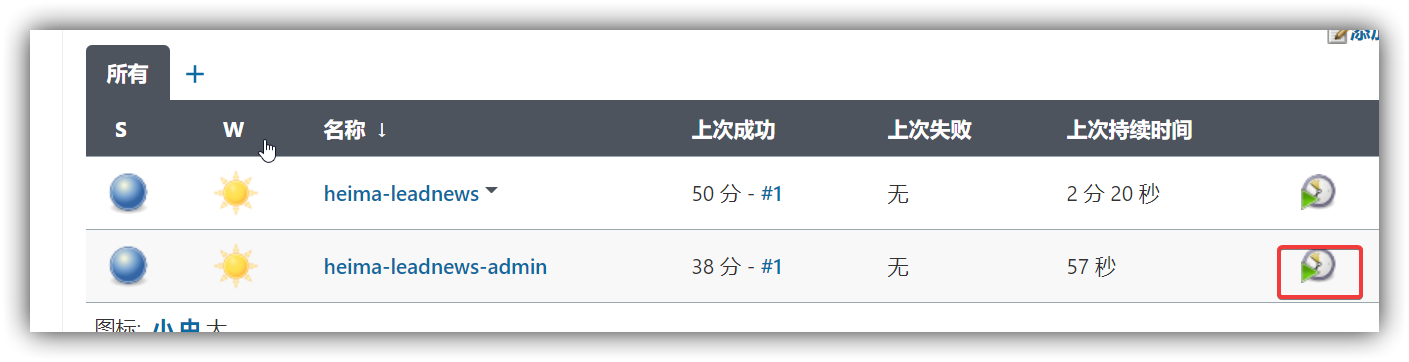 添加
所有 +
S W 名称 ↓ 上次成功 上次失败 上次持续时间
heima-leadnews 50 分 - #1 无 2 分 20 秒
heima-leadnews-admin 38 分 - #1 无 57 秒
图标: 小 中 大